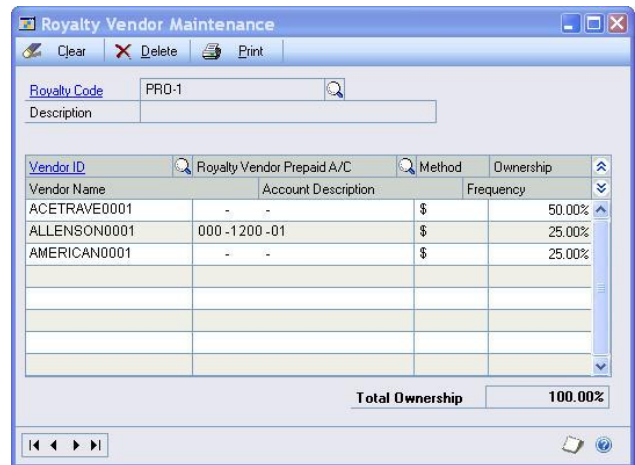 Royalty Vendor Maintenance
Clear Delete Print
Royalty Code PRO-1
Description
Vendor ID Royalty Vendor Prepaid A/C Method Ownership
Vendor Name Account Description Frequency
ACETRAVE0001 - - $ 50.00%
ALLENSON0001 000 -1200 -01 $ 25.00%
AMERICAN0001 - - $ 25.00%
Total Ownership 100.00%